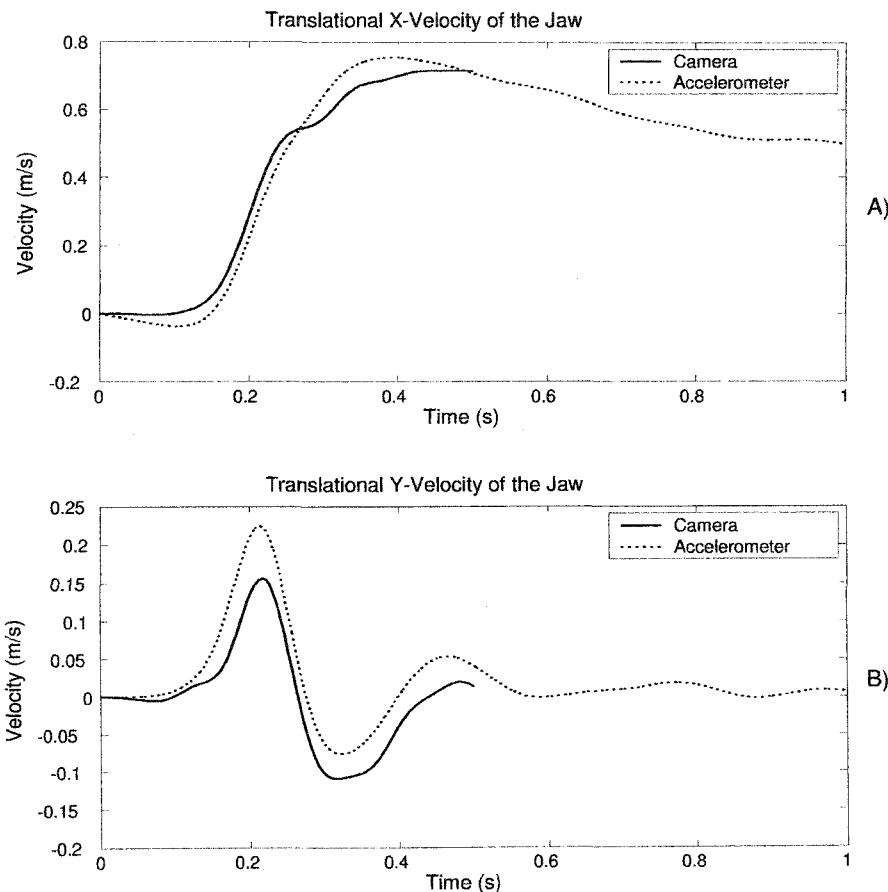 Translational X-Velocity of the Jaw
0.8
0.6
0.4
0.2
0
-0.2
Velocity (m/s)
Camera
Accelerometer
0 0.2 0.4 0.6 0.8 1
Time (s)
A)
Translational Y-Velocity of the Jaw
0.25
0.2
0.15
0.1
0.05
0
-0.05
-0.1
-0.15
-0.2
Velocity (m/s)
Camera
Accelerometer
0 0.2 0.4 0.6 0.8 1
Time (s)
B)